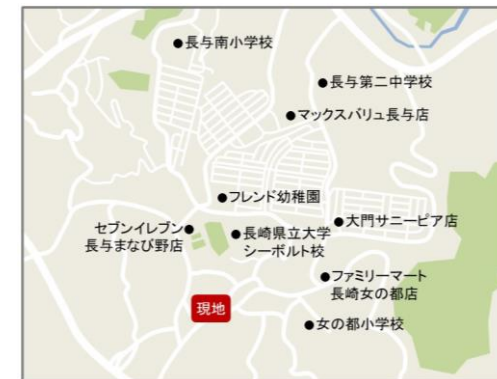 ●長与南小学校
●長与第二中学校
●マックスバリュ長与店
●フレンド幼稚園
セブンイレブン●
長与まなび野店
●長崎県立大学
シーボルト校
●大門サニーピア店
●ファミリーマート
長崎女の都店
現地
●女の都小学校